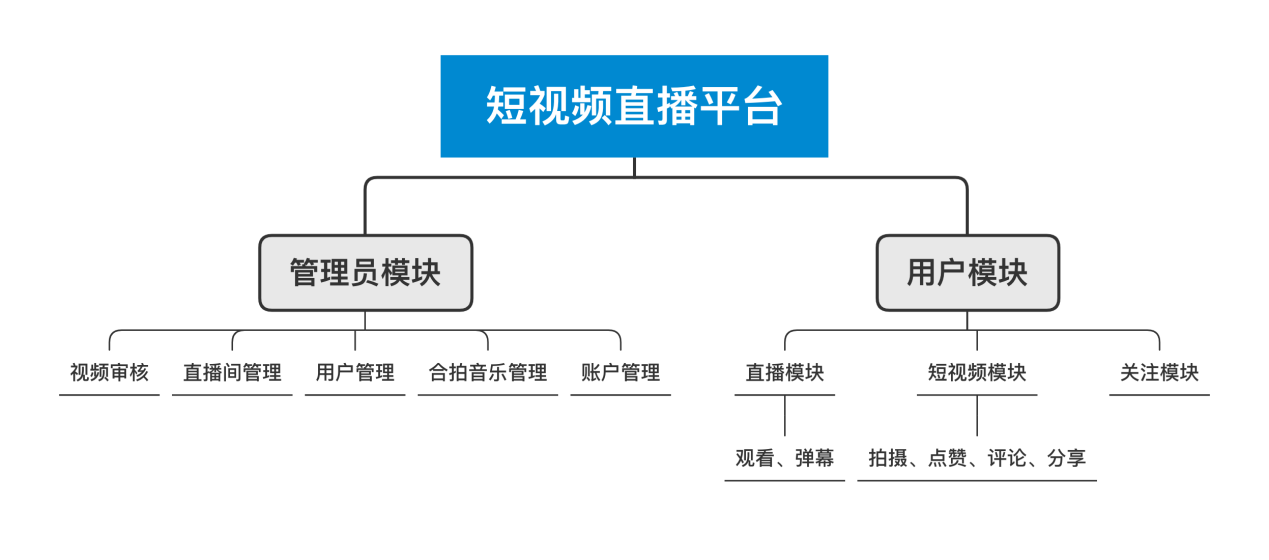 短视频直播平台
管理员模块
用户模块
视频审核
直播间管理
用户管理
合拍音乐管理
账户管理
直播模块
短视频模块
关注模块
观看、弹幕
拍摄、点赞、评论、分享